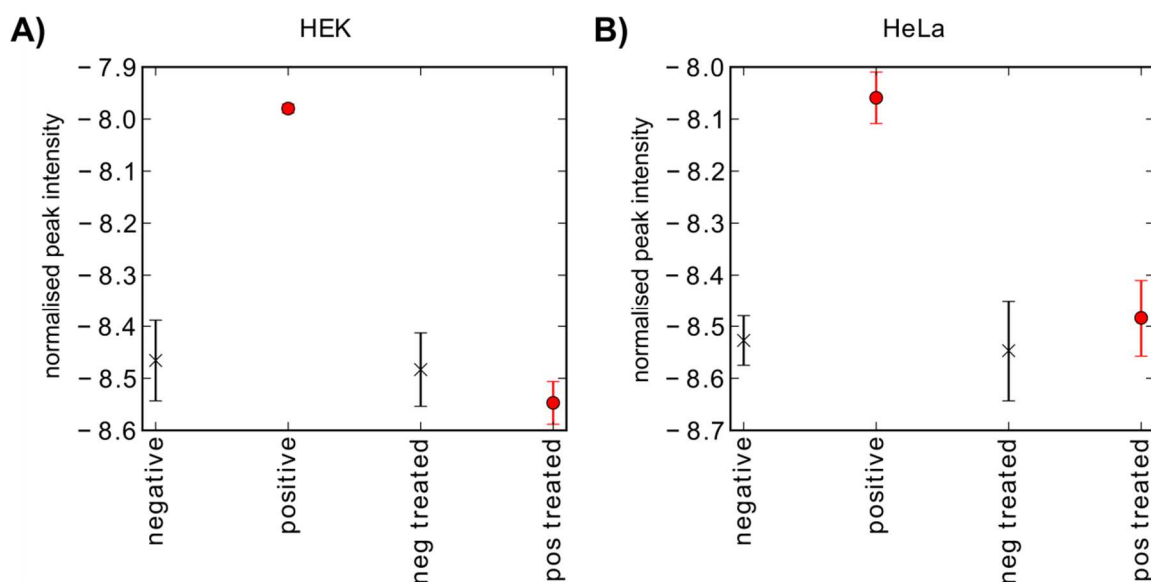 A)
HEK
normalised peak intensity
−7.9
−8.0
−8.1
−8.2
−8.3
−8.4
−8.5
−8.6
negative
positive
neg treated
pos treated
B)
HeLa
normalised peak intensity
−8.0
−8.1
−8.2
−8.3
−8.4
−8.5
−8.6
−8.7
negative
positive
neg treated
pos treated